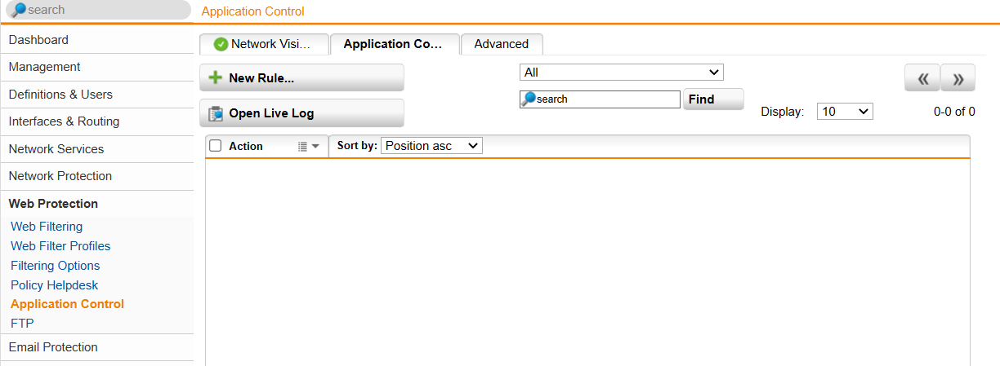 search
Application Control
Dashboard
Management
Definitions & Users
Interfaces & Routing
Network Services
Network Protection
Web Protection
Web Filtering
Web Filter Profiles
Filtering Options
Policy Helpdesk
Application Control
FTP
Email Protection
Network Visi... Application Co... Advanced
New Rule...
All
search Find
Open Live Log
Display: 10 0-0 of 0
Action Sort by: Position asc